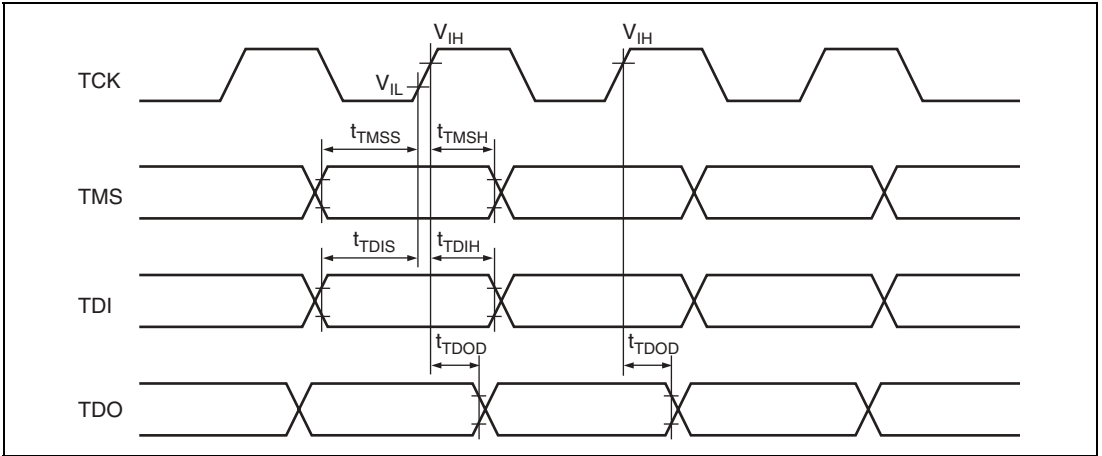 V_IH V_IH
TCK
V_IL
t_TMSS t_TMSH
TMS
t_TDIS t_TDIH
TDI
t_TDOD t_TDOD
TDO